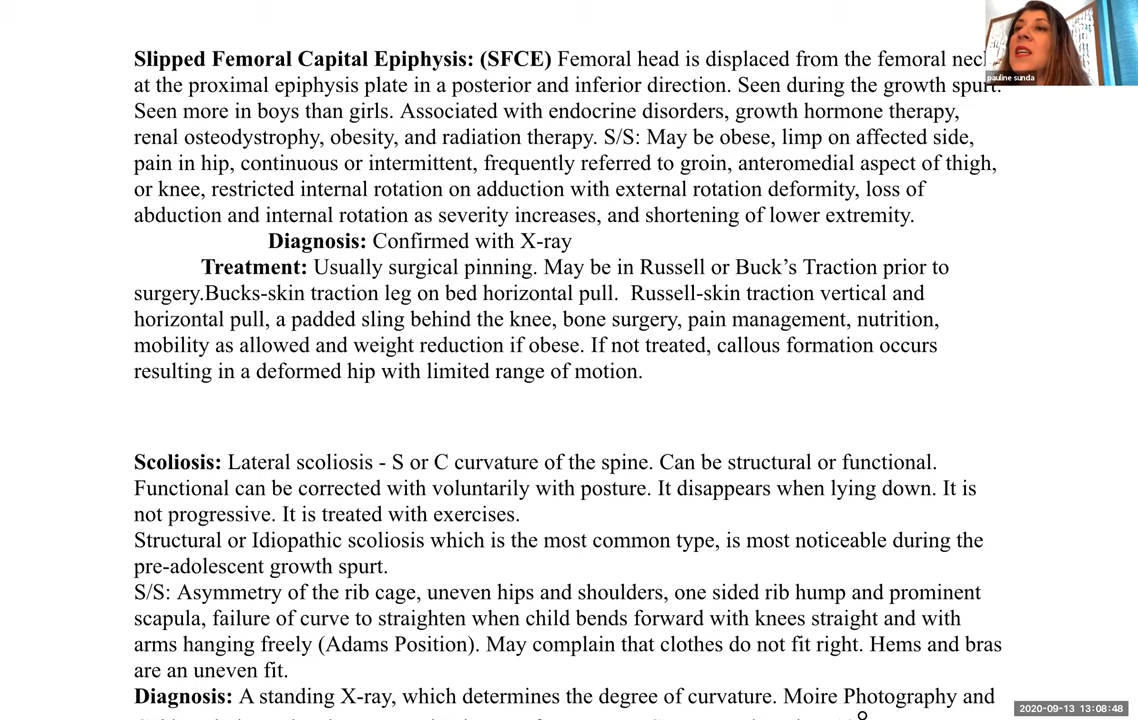 Slipped Femoral Capital Epiphysis: (SFCE) Femoral head is displaced from the femoral neck
at the proximal epiphysis plate in a posterior and inferior direction. Seen during the growth spurt.
Seen more in boys than girls. Associated with endocrine disorders, growth hormone therapy,
renal osteodystrophy, obesity, and radiation therapy. S/S: May be obese, limp on affected side,
pain in hip, continuous or intermittent, frequently referred to groin, anteromedial aspect of thigh,
or knee, restricted internal rotation on adduction with external rotation deformity, loss of
abduction and internal rotation as severity increases, and shortening of lower extremity.
Diagnosis: Confirmed with X-ray
Treatment: Usually surgical pinning. May be in Russell or Buck’s Traction prior to
surgery.Bucks-skin traction leg on bed horizontal pull.  Russell-skin traction vertical and
horizontal pull, a padded sling behind the knee, bone surgery, pain management, nutrition,
mobility as allowed and weight reduction if obese. If not treated, callous formation occurs
resulting in a deformed hip with limited range of motion.
Scoliosis: Lateral scoliosis - S or C curvature of the spine. Can be structural or functional.
Functional can be corrected with voluntarily with posture. It disappears when lying down. It is
not progressive. It is treated with exercises.
Structural or Idiopathic scoliosis which is the most common type, is most noticeable during the
pre-adolescent growth spurt.
S/S: Asymmetry of the rib cage, uneven hips and shoulders, one sided rib hump and prominent
scapula, failure of curve to straighten when child bends forward with knees straight and with
arms hanging freely (Adams Position). May complain that clothes do not fit right. Hems and bras
are an uneven fit.
Diagnosis: A standing X-ray, which determines the degree of curvature. Moire Photography and
pauline sunda
2020-09-13 13:08:48